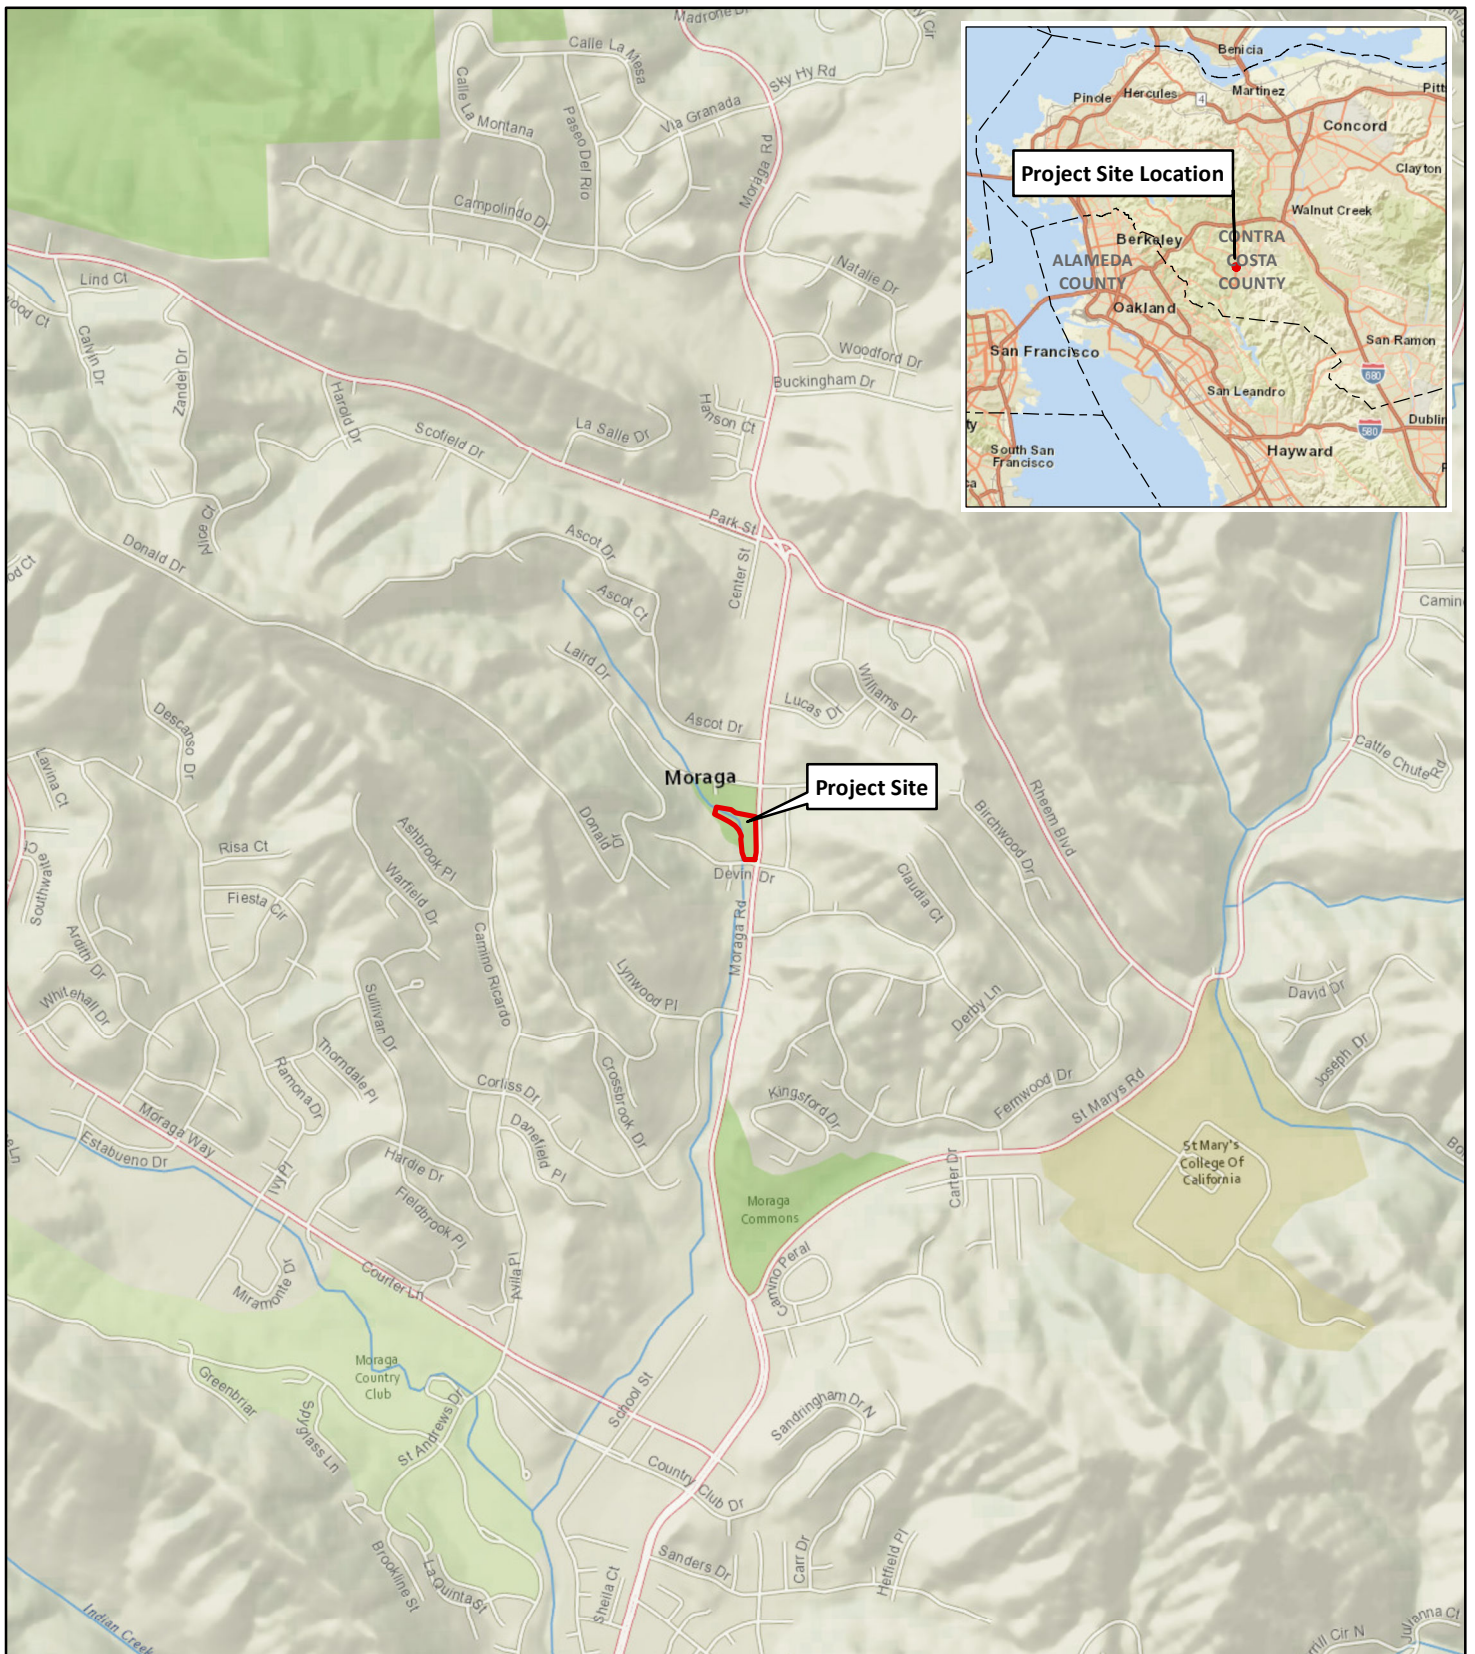 Madrone Dr
Calle La Mesa
Sky Hy Rd
Calle La Montana
Paseo Del Rio
Via Granada
Moraga Rd
Campolindo Dr
Natalie Dr
Lind Ct
Calvin Dr
Zander Dr
Harold Dr
Scofield Dr
La Salle Dr
Hanson Ct
Woodford Dr
Buckingham Dr
Benicia
Pinole
Hercules
4
Martinez
Concord
Clayton
Project Site Location
Walnut Creek
Berkeley
CONTRA
COSTA
COUNTY
ALAMEDA
COUNTY
Oakland
San Francisco
San Ramon
680
San Leandro
Dublin
580
Hayward
South San
Francisco
Alice Ct
Donald Dr
Park St
Center St
Ascot Dr
Ascot Ct
Laird Dr
Ascot Dr
Lucas Dr
Williams Dr
Descanso Dr
Cattle Chute Rd
Lavina Ct
Moraga
Project Site
Rheem Blvd
Birchwood Dr
Donald Dr
Ashbrook Pl
Risa Ct
Warfield Dr
Fiesta Cir
Southwaite Ct
Devin Dr
Claudia Ct
Ardith Dr
Camino Ricardo
Moraga Rd
Lynwood Pl
Whitehall Dr
Sullivan Dr
Derby Ln
David Dr
Joseph Dr
Thorndale Pl
Ramona Dr
Corliss Dr
Crossbrook Dr
Kingsford Dr
Fernwood Dr
St Marys Rd
Moraga Way
Estabueno Dr
Danefield Pl
Hardie Dr
Ivy Pl
Fieldbrook Pl
Carter Dr
St Mary's
College Of
California
Moraga
Commons
Camino Peral
Miramonte Dr
Courter Ln
Avila Pl
Moraga
Country
Club
Greenbriar
Spyglass Ln
St Andrews Dr
School St
Sandringham Dr N
Country Club Dr
Brookline St
La Quinta St
Sheila Ct
Sanders Dr
Carr Dr
Hetfield Pl
Indian Creek
Julianna Ct